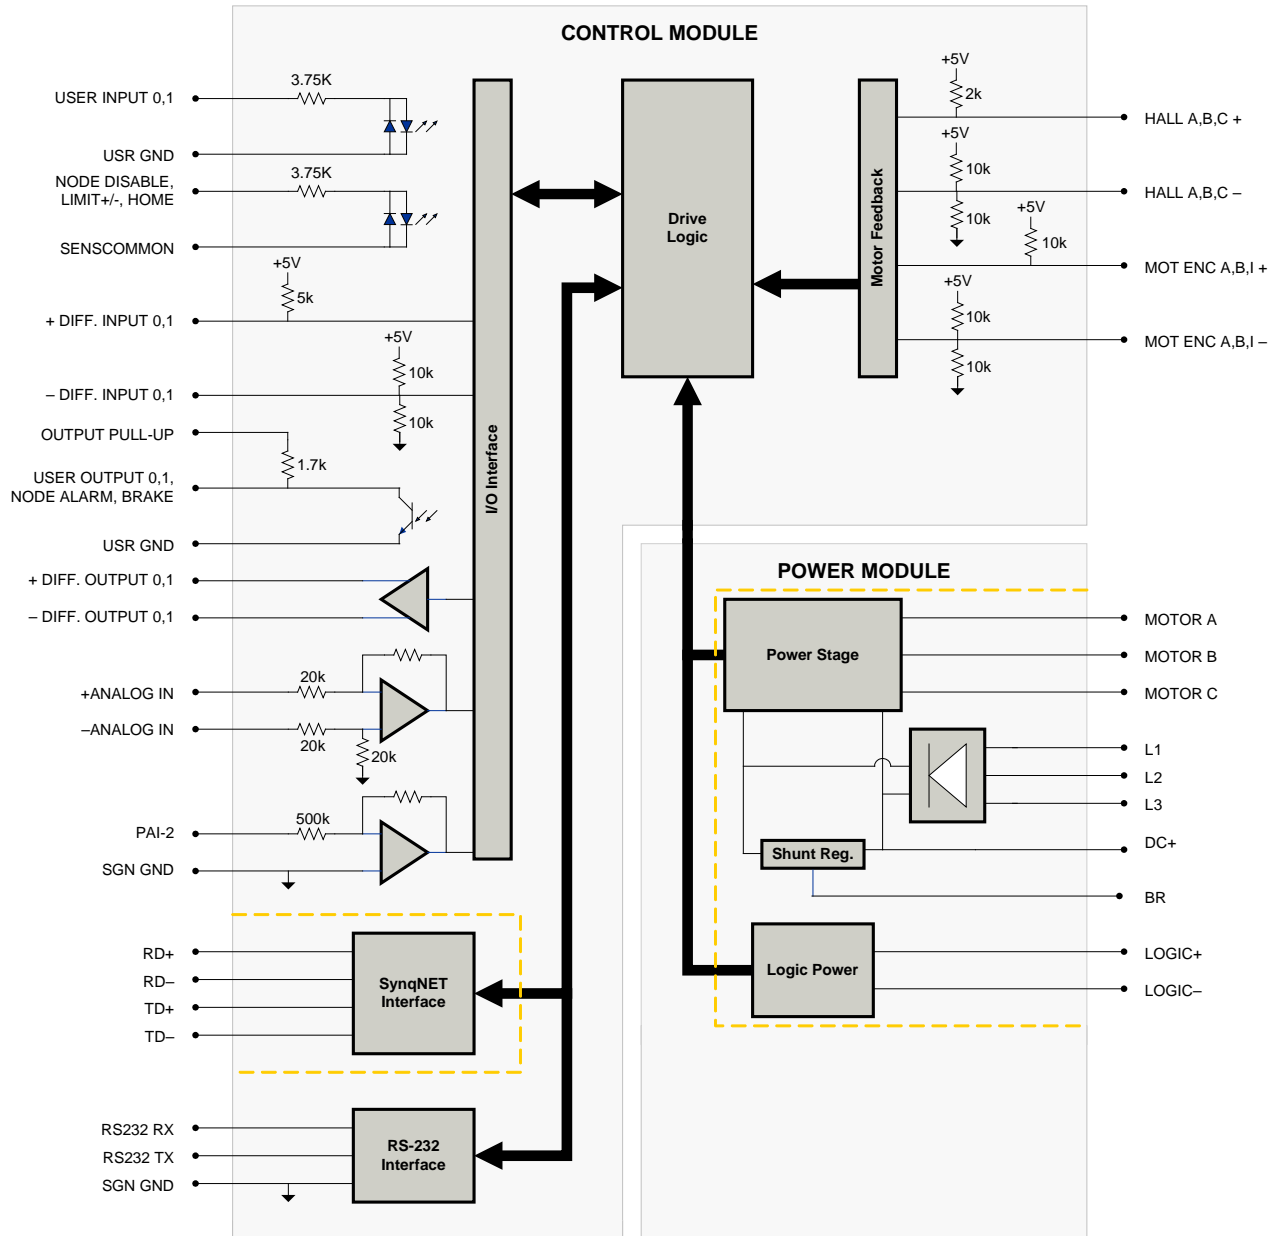 CONTROL MODULE
USER INPUT 0,1
3.75K
USR GND
NODE DISABLE,
LIMIT+/-, HOME
3.75K
SENSCOMMON
+5V
5k
+ DIFF. INPUT 0,1
+5V
10k
– DIFF. INPUT 0,1
10k
OUTPUT PULL-UP
1.7k
USER OUTPUT 0,1,
NODE ALARM, BRAKE
USR GND
+ DIFF. OUTPUT 0,1
– DIFF. OUTPUT 0,1
20k
+ANALOG IN
–ANALOG IN
20k
20k
500k
PAI-2
SGN GND
I/O Interface
RD+
RD–
TD+
TD–
SynqNET
Interface
RS232 RX
RS232 TX
SGN GND
RS-232
Interface
Drive
Logic
Motor Feedback
+5V
2k
HALL A,B,C +
+5V
10k
HALL A,B,C –
10k
+5V
10k
MOT ENC A,B,I +
+5V
10k
MOT ENC A,B,I –
10k
POWER MODULE
Power Stage
MOTOR A
MOTOR B
MOTOR C
L1
L2
L3
Shunt Reg.
DC+
BR
Logic Power
LOGIC+
LOGIC–